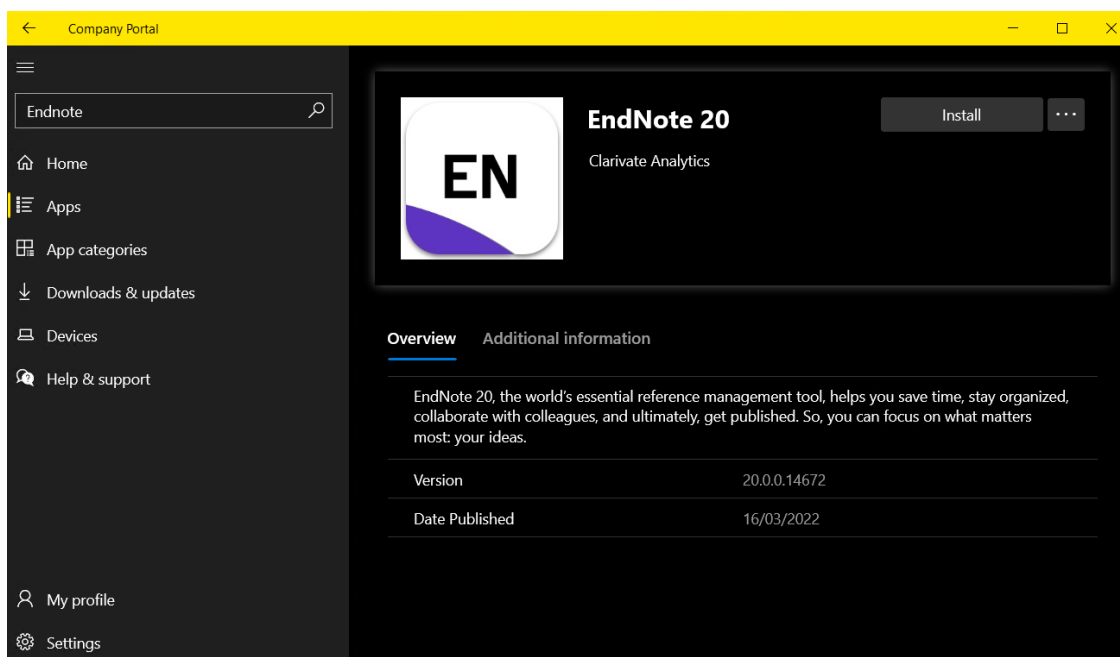 Company Portal
Endnote
Home
Apps
App categories
Downloads & updates
Devices
Help & support
My profile
Settings
EN
EndNote 20
Clarivate Analytics
Install
Overview
Additional information
EndNote 20, the world's essential reference management tool, helps you save time, stay organized,
collaborate with colleagues, and ultimately, get published. So, you can focus on what matters
most: your ideas.
Version 20.0.0.14672
Date Published 16/03/2022